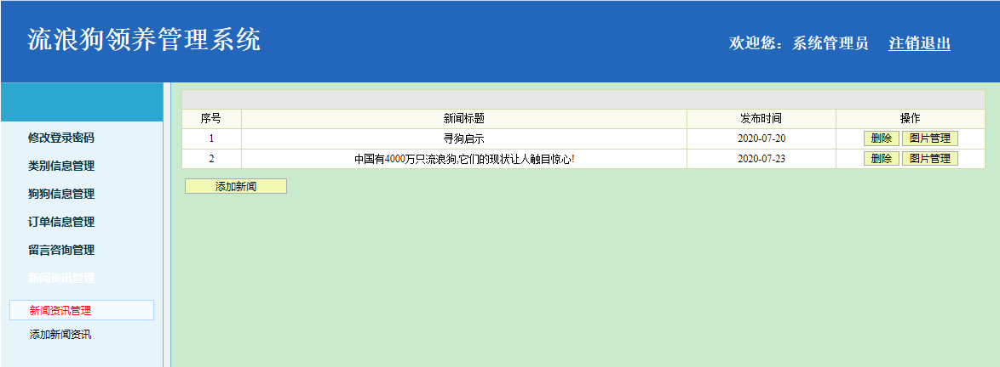 流浪狗领养管理系统
欢迎您：系统管理员 注销退出
修改登录密码
类别信息管理
狗狗信息管理
订单信息管理
留言咨询管理
新闻资讯管理
新闻资讯管理
添加新闻资讯
序号 新闻标题 发布时间 操作
1 寻狗启示 2020-07-20 删除 图片管理
2 中国有4000万只流浪狗,它们的现状让人触目惊心! 2020-07-23 删除 图片管理
添加新闻